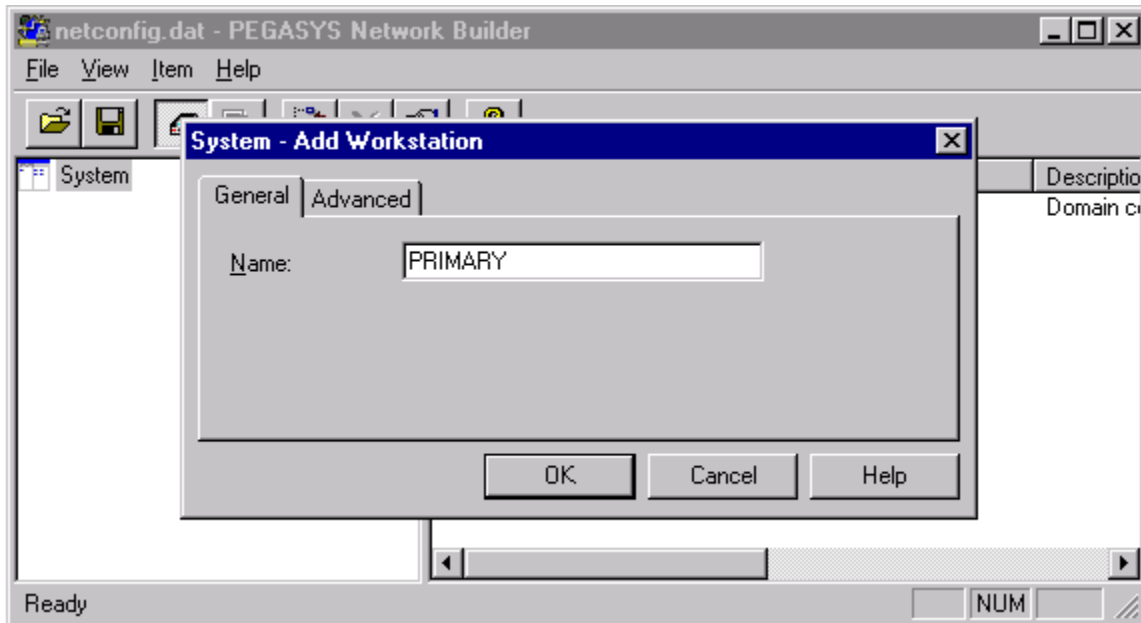 netconfig.dat - PEGASYS Network Builder
File View Item Help
System - Add Workstation
System
Descriptio
General Advanced
Domain c
Name: PRIMARY
OK Cancel Help
Ready NUM